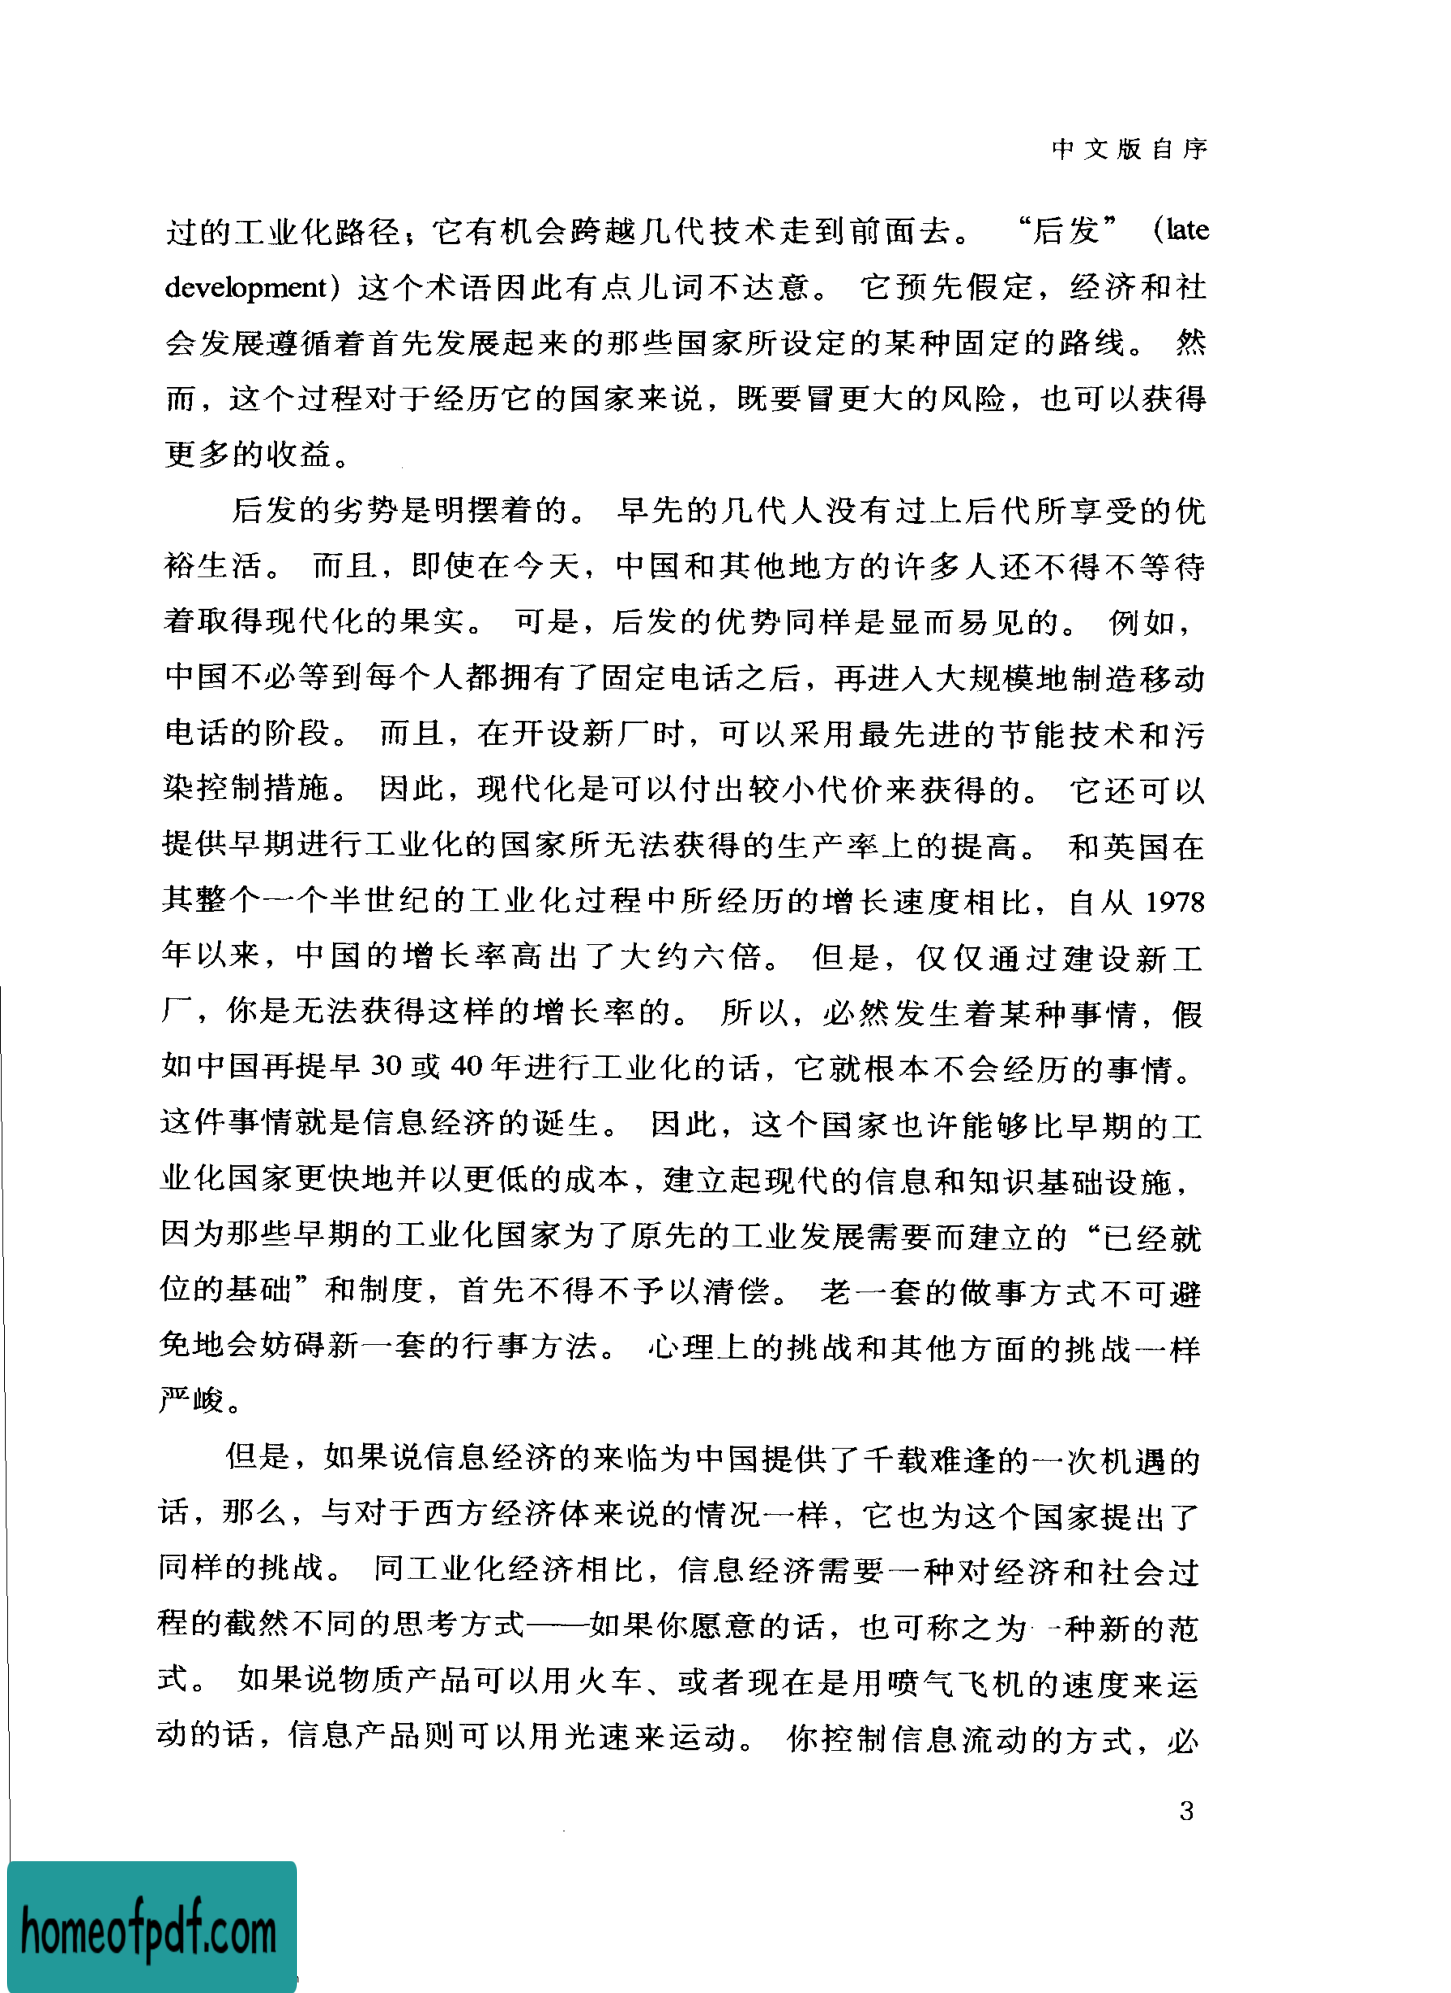 中文版自序
过的工业化路径；它有机会跨越几代技术走到前面去。 “后发”（late
development）这个术语因此有点儿词不达意。 它预先假定，经济和社
会发展遵循着首先发展起来的那些国家所设定的某种固定的路线。 然
而，这个过程对于经历它的国家来说，既要冒更大的风险，也可以获得
更多的收益。
后发的劣势是明摆着的。 早先的几代人没有过上后代所享受的优
裕生活。 而且，即使在今天，中国和其他地方的许多人还不得不等待
着取得现代化的果实。 可是，后发的优势同样是显而易见的。 例如，
中国不必等到每个人都拥有了固定电话之后，再进入大规模地制造移动
电话的阶段。 而且，在开设新厂时，可以采用最先进的节能技术和污
染控制措施。 因此，现代化是可以付出较小代价来获得的。 它还可以
提供早期进行工业化的国家所无法获得的生产率上的提高。 和英国在
其整个一个半世纪的工业化过程中所经历的增长速度相比，自从 1978
年以来，中国的增长率高出了大约六倍。 但是，仅仅通过建设新工
厂，你是无法获得这样的增长率的。 所以，必然发生着某种事情，假
如中国再提早 30 或 40 年进行工业化的话，它就根本不会经历的事情。
这件事情就是信息经济的诞生。 因此，这个国家也许能够比早期的工
业化国家更快地并以更低的成本，建立起现代的信息和知识基础设施，
因为那些早期的工业化国家为了原先的工业发展需要而建立的“已经就
位的基础”和制度，首先不得不予以清偿。 老一套的做事方式不可避
免地会妨碍新一套的行事方法。 心理上的挑战和其他方面的挑战一样
严峻。
但是，如果说信息经济的来临为中国提供了千载难逢的一次机遇的
话，那么，与对于西方经济体来说的情况一样，它也为这个国家提出了
同样的挑战。 同工业化经济相比，信息经济需要一种对经济和社会过
程的截然不同的思考方式——如果你愿意的话，也可称之为一种新的范
式。 如果说物质产品可以用火车、或者现在是用喷气飞机的速度来运
动的话，信息产品则可以用光速来运动。 你控制信息流动的方式，必
3
homeofpdf.com